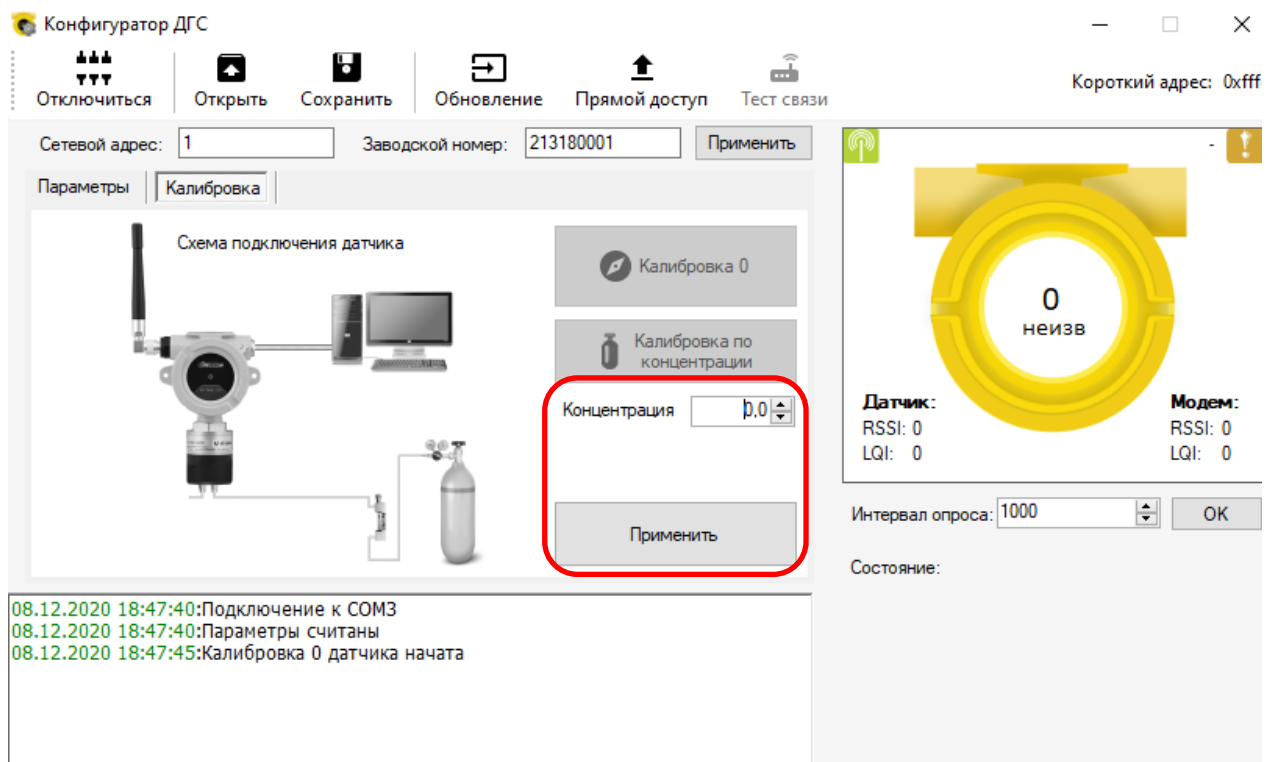 Конфигуратор ДГС
Отключиться Открыть Сохранить Обновление Прямой доступ Тест связи
Короткий адрес: 0xfff
Сетевой адрес: 1 Заводской номер: 213180001 Применить
-
Параметры Калибровка
Схема подключения датчика
Калибровка 0
Калибровка по
концентрации
Концентрация 0,0
Применить
0
неизв
Датчик: Модем:
RSSI: 0 RSSI: 0
LQI: 0 LQI: 0
Интервал опроса: 1000 OK
Состояние:
08.12.2020 18:47:40:Подключение к COM3
08.12.2020 18:47:40:Параметры считаны
08.12.2020 18:47:45:Калибровка 0 датчика начата